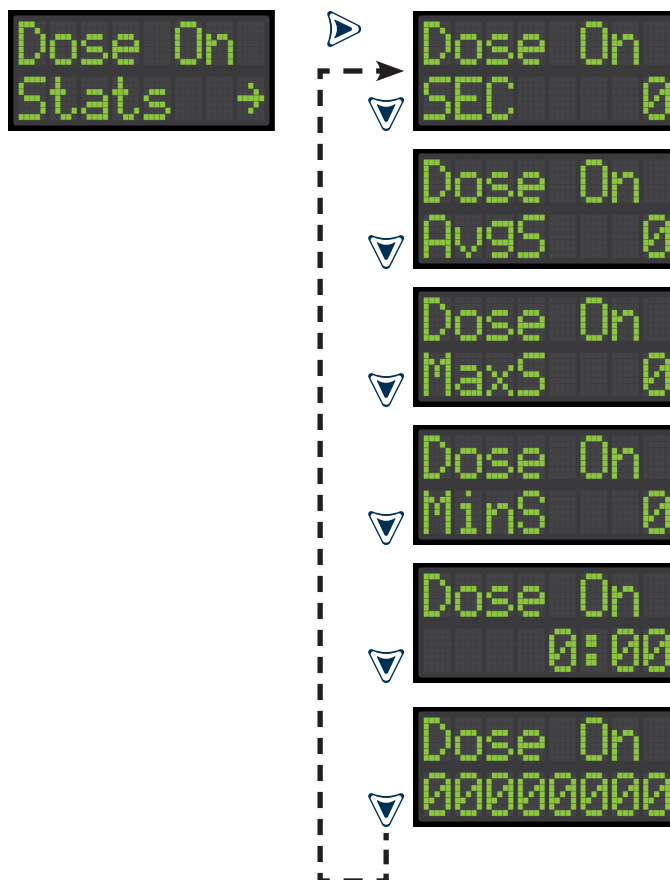 Dose On
Stats →
Dose On
SEC 0
Dose On
AvgS 0
Dose On
MaxS 0
Dose On
MinS 0
Dose On
0:00
Dose On
00000000